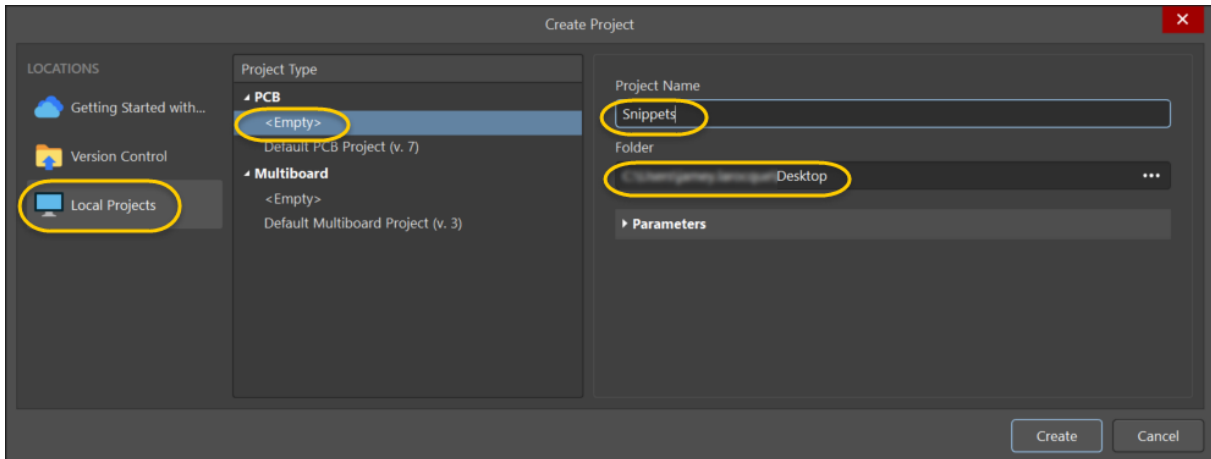 Create Project
LOCATIONS
Getting Started with...
Version Control
Local Projects
Project Type
PCB
<Empty>
Default PCB Project (v. 7)
Multiboard
<Empty>
Default Multiboard Project (v. 3)
Project Name
Snippets
Folder
Desktop
...
Parameters
Create
Cancel